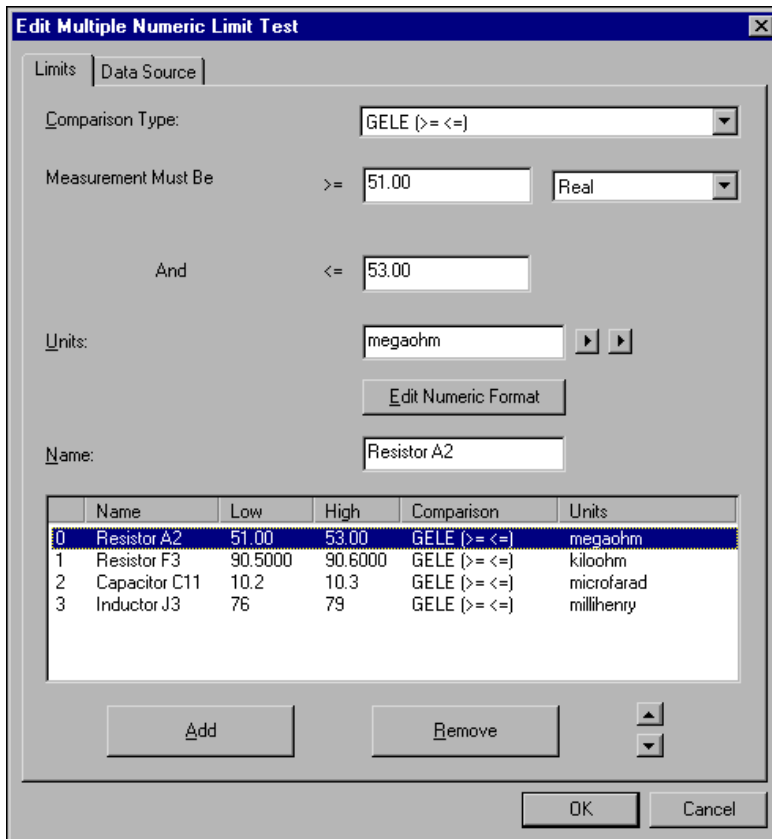 Edit Multiple Numeric Limit Test
Limits Data Source
Comparison Type: GELE (>= <=)
Measurement Must Be >= 51.00 Real
And <= 53.00
Units: megaohm
Edit Numeric Format
Name: Resistor A2
Name Low High Comparison Units
0 Resistor A2 51.00 53.00 GELE (>= <=) megaohm
1 Resistor F3 90.5000 90.6000 GELE (>= <=) kiloohm
2 Capacitor C11 10.2 10.3 GELE (>= <=) microfarad
3 Inductor J3 76 79 GELE (>= <=) millihenry
Add Remove
OK Cancel